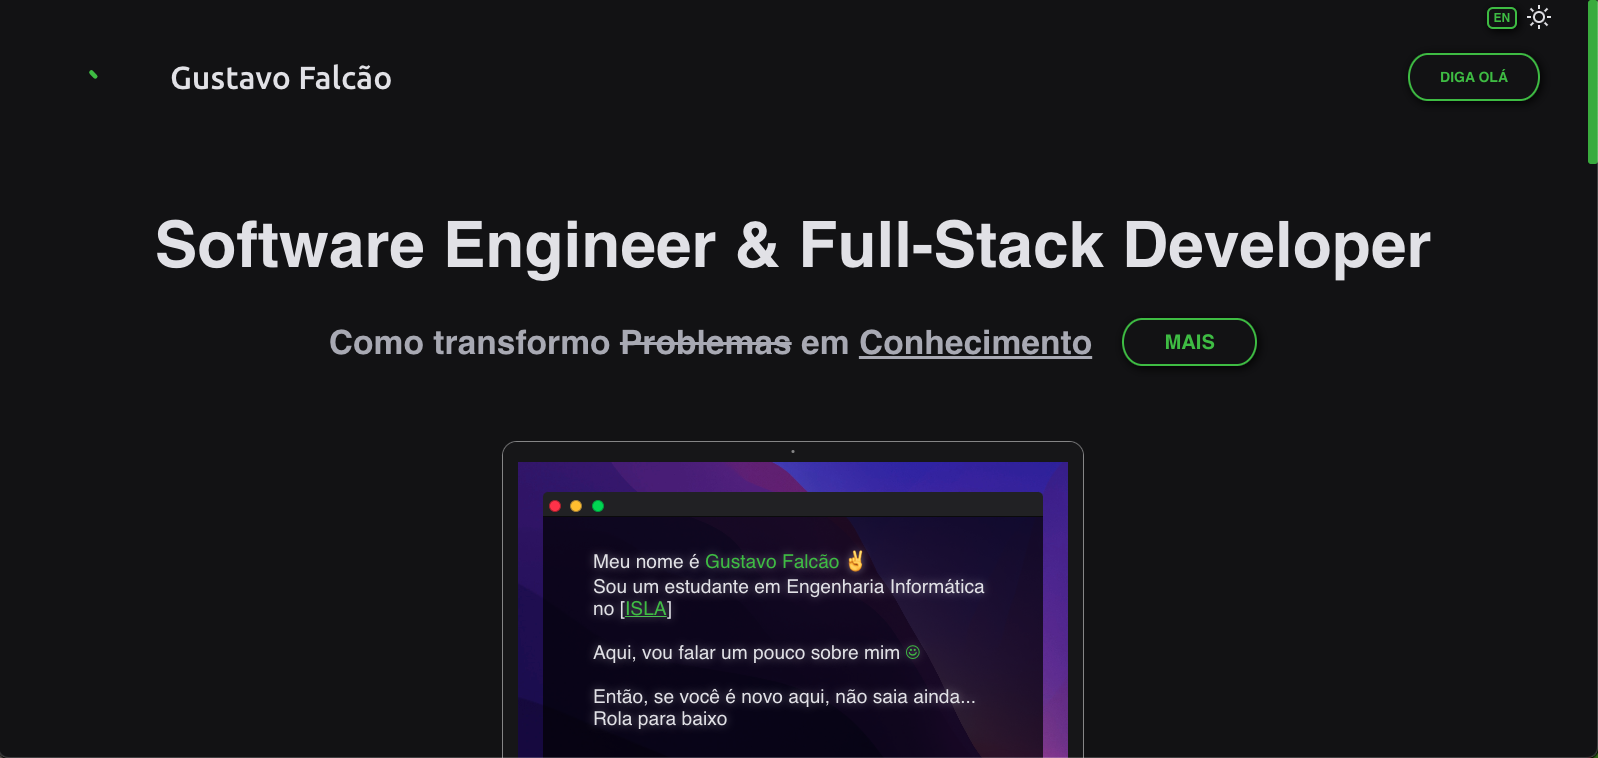 EN
Gustavo Falcão
DIGA OLÁ
Software Engineer & Full-Stack Developer
Como transformo Problemas em Conhecimento
MAIS
Meu nome é Gustavo Falcão ✌
Sou um estudante em Engenharia Informática
no [ISLA]
Aqui, vou falar um pouco sobre mim ☺
Então, se você é novo aqui, não saia ainda...
Rola para baixo